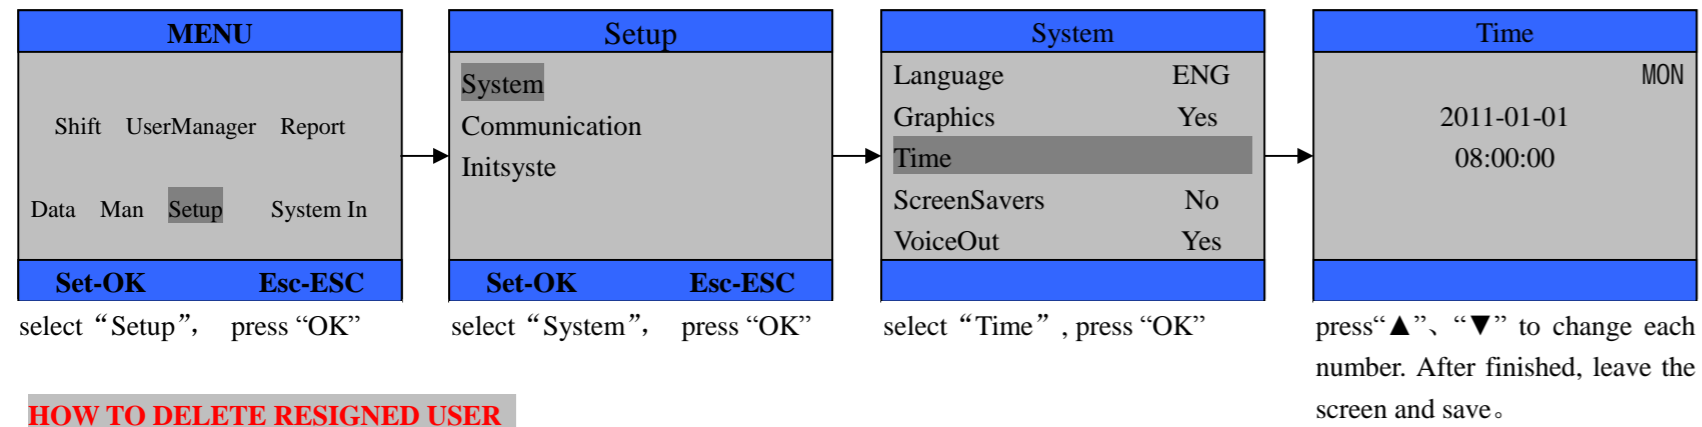 MENU
Shift UserManager Report
Data Man Setup System In
Set-OK Esc-ESC
select “Setup”， press “OK”
Setup
System
Communication
Initsyste
Set-OK Esc-ESC
select “System”， press “OK”
System
Language ENG
Graphics Yes
Time
ScreenSavers No
VoiceOut Yes
select “Time” , press “OK”
Time
MON
2011-01-01
08:00:00
press“▲”、“▼” to change each
number. After finished, leave the
screen and save。
HOW TO DELETE RESIGNED USER